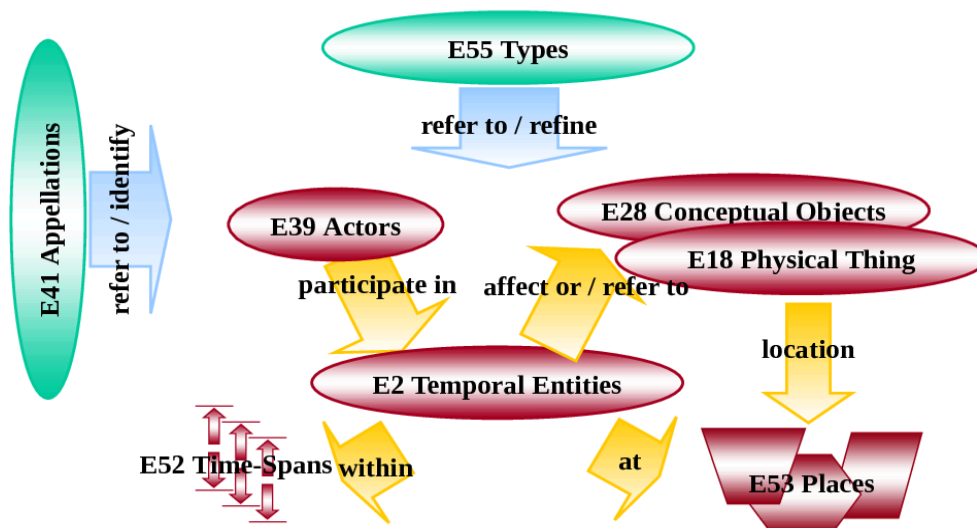 E55 Types
refer to / refine
E41 Appellations
refer to / identify
E39 Actors
E28 Conceptual Objects
E18 Physical Thing
participate in
affect or / refer to
location
E2 Temporal Entities
E52 Time-Spans
within
at
E53 Places